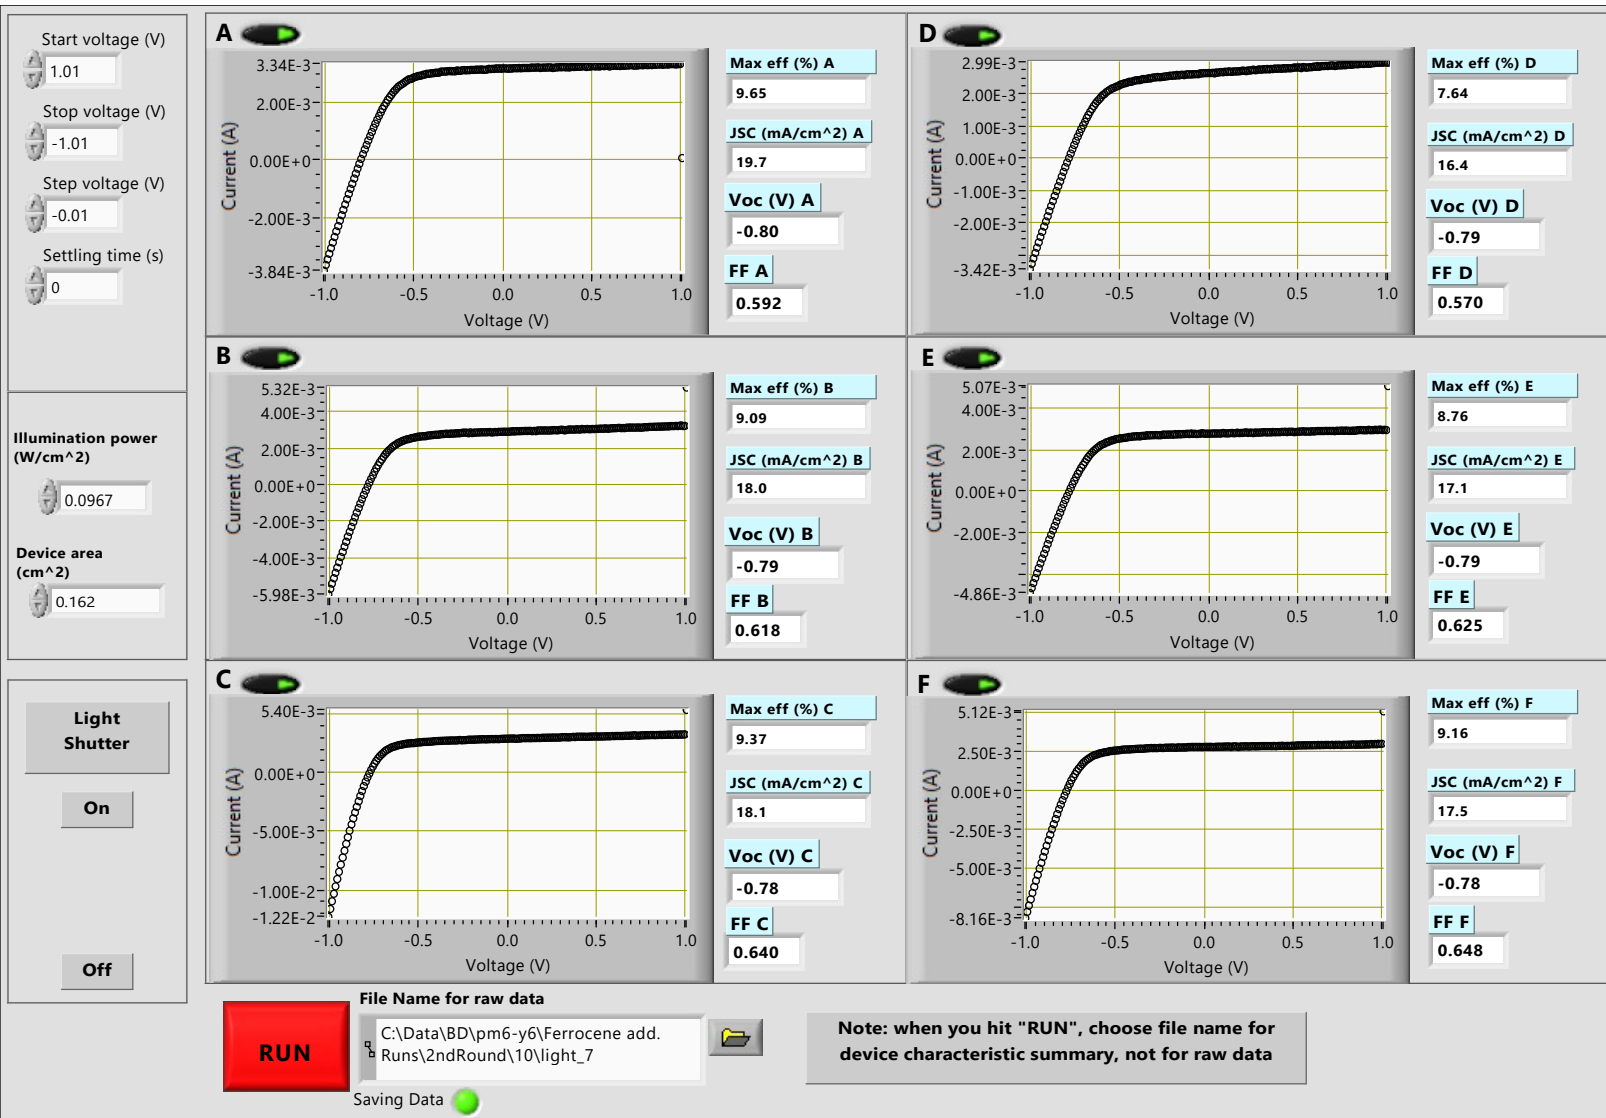 Start voltage (V)
1.01
Stop voltage (V)
-1.01
Step voltage (V)
-0.01
Settling time (s)
0
Illumination power
(W/cm^2)
0.0967
Device area
(cm^2)
0.162
Light
Shutter
On
Off
A
3.34E-3
2.00E-3
0.00E+0
-2.00E-3
-3.84E-3
Current (A)
-1.0 -0.5 0.0 0.5 1.0
Voltage (V)
Max eff (%) A
9.65
JSC (mA/cm^2) A
19.7
Voc (V) A
-0.80
FF A
0.592
D
2.99E-3
2.00E-3
1.00E-3
0.00E+0
-1.00E-3
-2.00E-3
-3.42E-3
Current (A)
-1.0 -0.5 0.0 0.5 1.0
Voltage (V)
Max eff (%) D
7.64
JSC (mA/cm^2) D
16.4
Voc (V) D
-0.79
FF D
0.570
B
5.32E-3
4.00E-3
2.00E-3
0.00E+0
-2.00E-3
-4.00E-3
-5.98E-3
Current (A)
-1.0 -0.5 0.0 0.5 1.0
Voltage (V)
Max eff (%) B
9.09
JSC (mA/cm^2) B
18.0
Voc (V) B
-0.79
FF B
0.618
E
5.07E-3
4.00E-3
2.00E-3
0.00E+0
-2.00E-3
-4.86E-3
Current (A)
-1.0 -0.5 0.0 0.5 1.0
Voltage (V)
Max eff (%) E
8.76
JSC (mA/cm^2) E
17.1
Voc (V) E
-0.79
FF E
0.625
C
5.40E-3
0.00E+0
-5.00E-3
-1.00E-2
-1.22E-2
Current (A)
-1.0 -0.5 0.0 0.5 1.0
Voltage (V)
Max eff (%) C
9.37
JSC (mA/cm^2) C
18.1
Voc (V) C
-0.78
FF C
0.640
F
5.12E-3
2.50E-3
0.00E+0
-2.50E-3
-5.00E-3
-8.16E-3
Current (A)
-1.0 -0.5 0.0 0.5 1.0
Voltage (V)
Max eff (%) F
9.16
JSC (mA/cm^2) F
17.5
Voc (V) F
-0.78
FF F
0.648
RUN
File Name for raw data
C:\Data\BD\pm6-y6\Ferrocene add.
Runs\2ndRound\10\light_7
Saving Data
Note: when you hit "RUN", choose file name for
device characteristic summary, not for raw data